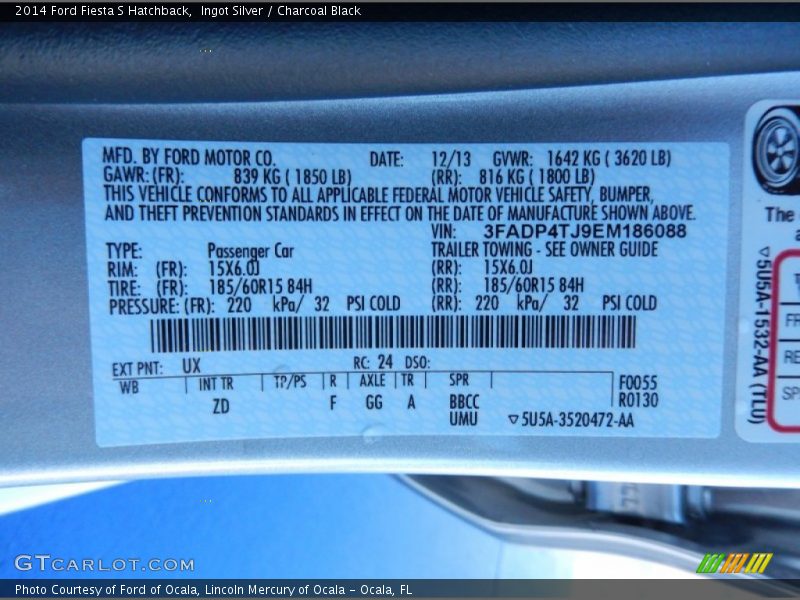 2014 Ford Fiesta S Hatchback,  Ingot Silver / Charcoal Black
MFD. BY FORD MOTOR CO. DATE: 12/13 GVWR: 1642 KG ( 3620 LB)
GAWR: (FR): 839 KG ( 1850 LB) (RR): 816 KG ( 1800 LB)
THIS VEHICLE CONFORMS TO ALL APPLICABLE FEDERAL MOTOR VEHICLE SAFETY, BUMPER,
AND THEFT PREVENTION STANDARDS IN EFFECT ON THE DATE OF MANUFACTURE SHOWN ABOVE.
VIN: 3FADP4TJ9EM186088
TYPE: Passenger Car TRAILER TOWING - SEE OWNER GUIDE
RIM: (FR): 15X6.0J (RR): 15X6.0J
TIRE: (FR): 185/60R15 84H (RR): 185/60R15 84H
PRESSURE: (FR): 220 kPa/ 32 PSI COLD (RR): 220 kPa/ 32 PSI COLD
EXT PNT: UX RC: 24 DSO:
WB INT TR TP/PS R AXLE TR SPR F0055
ZD F GG A BBCC R0130
UMU ▽5U5A-3520472-AA
The
▽5U5A-1532-AA (TLU)
GTCARLOT.COM
Photo Courtesy of Ford of Ocala, Lincoln Mercury of Ocala - Ocala, FL